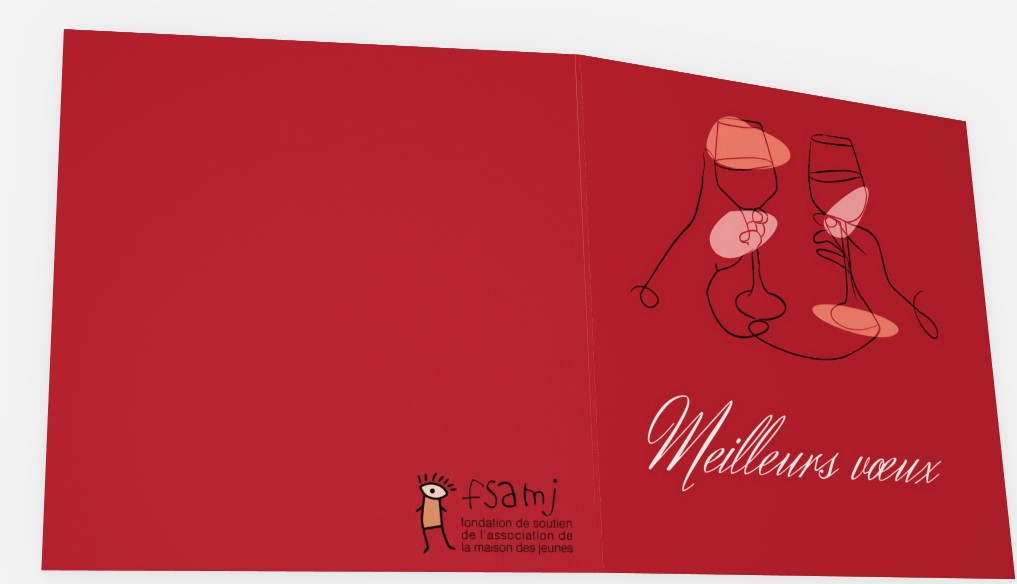 fsamj
fondation de soutien
de l'association de
la maison des jeunes
Meilleurs vœux